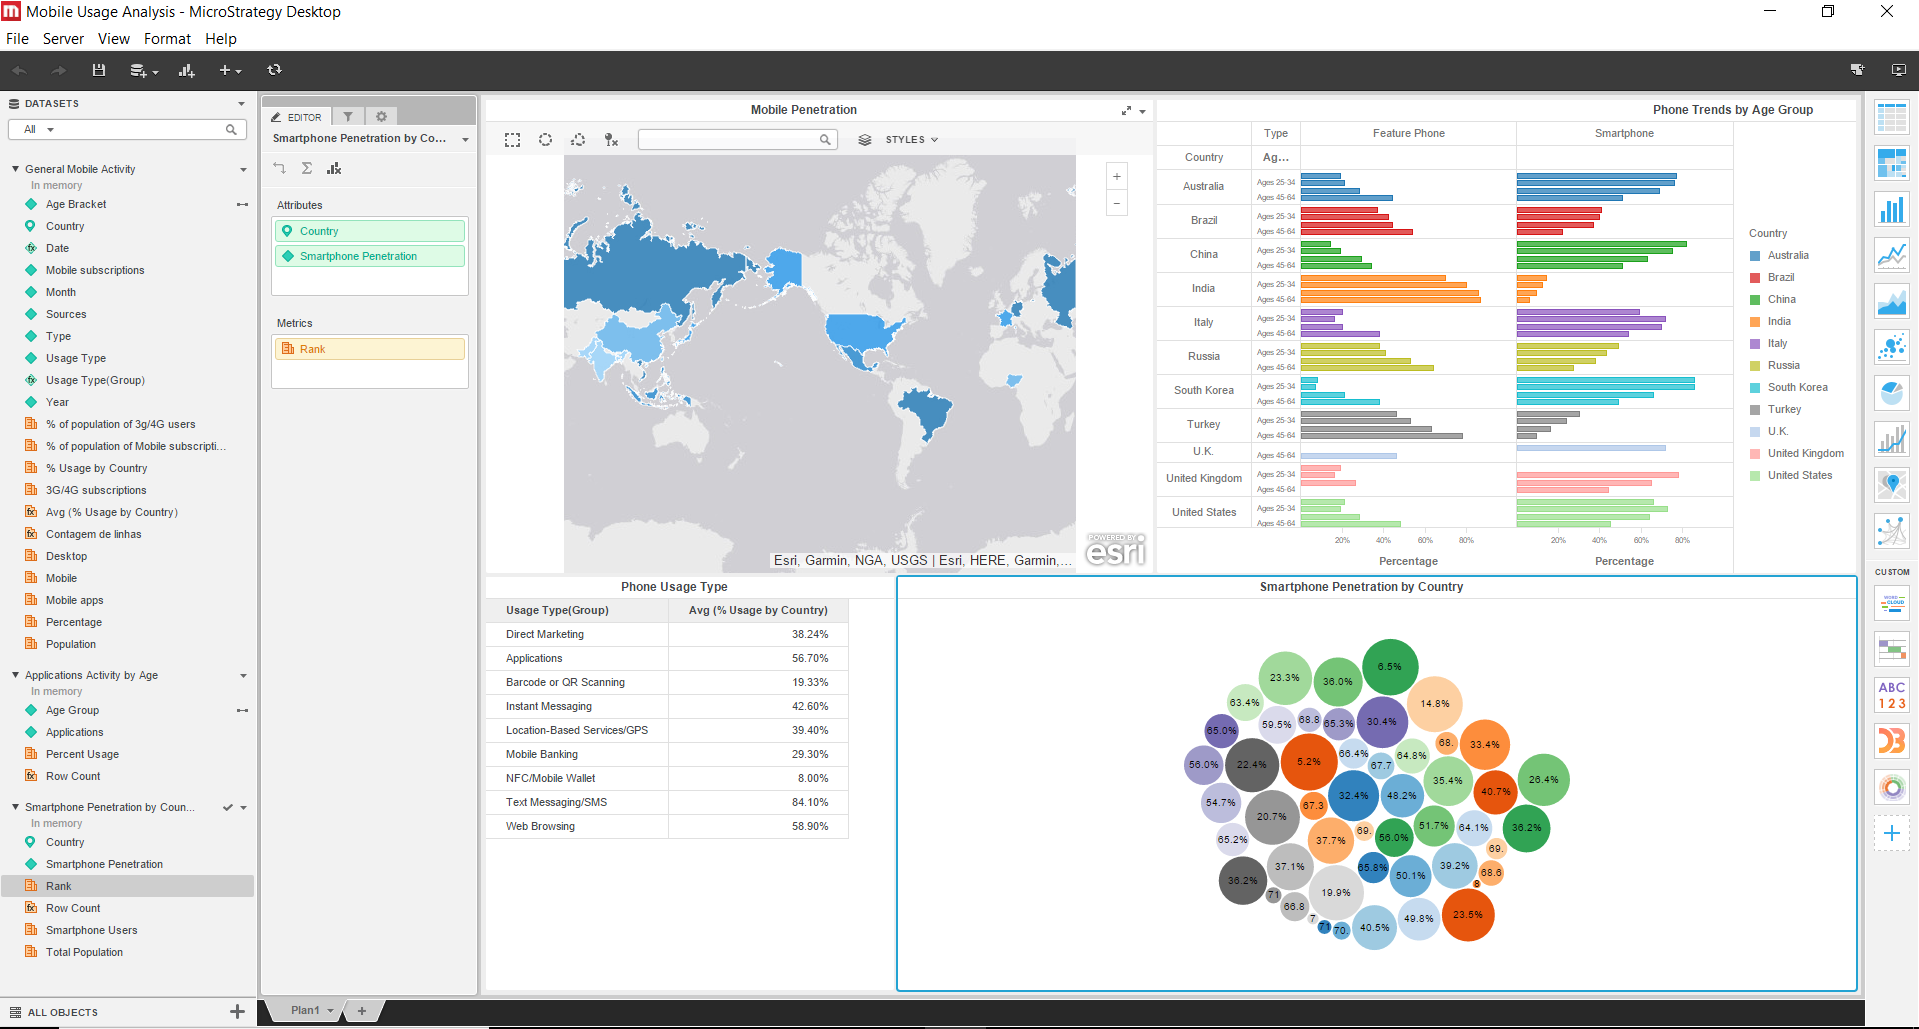 Mobile Usage Analysis - MicroStrategy Desktop
File Server View Format Help
DATASETS
All
General Mobile Activity
In memory
Age Bracket
Country
Date
Mobile subscriptions
Month
Sources
Type
Usage Type
Usage Type(Group)
Year
% of population of 3g/4G users
% of population of Mobile subscripti...
% Usage by Country
3G/4G subscriptions
Avg (% Usage by Country)
Contagem de linhas
Desktop
Mobile
Mobile apps
Percentage
Population
Applications Activity by Age
In memory
Age Group
Applications
Percent Usage
Row Count
Smartphone Penetration by Coun...
In memory
Country
Smartphone Penetration
Rank
Row Count
Smartphone Users
Total Population
ALL OBJECTS
EDITOR
Smartphone Penetration by Co...
Attributes
Country
Smartphone Penetration
Metrics
Rank
Mobile Penetration
STYLES
+
−
POWERED BY
esri
Esri, Garmin, NGA, USGS | Esri, HERE, Garmin,...
Phone Trends by Age Group
Type Feature Phone Smartphone
Country Ag...
Australia Ages 25-34
Ages 45-64
Brazil Ages 25-34
Ages 45-64
China Ages 25-34
Ages 45-64
India Ages 25-34
Ages 45-64
Italy Ages 25-34
Ages 45-64
Russia Ages 25-34
Ages 45-64
South Korea Ages 25-34
Ages 45-64
Turkey Ages 25-34
Ages 45-64
U.K. Ages 45-64
United Kingdom Ages 25-34
Ages 45-64
United States Ages 25-34
Ages 45-64
20% 40% 60% 80% 20% 40% 60% 80%
Percentage Percentage
Country
Australia
Brazil
China
India
Italy
Russia
South Korea
Turkey
U.K.
United Kingdom
United States
Phone Usage Type
Usage Type(Group) Avg (% Usage by Country)
Direct Marketing 38.24%
Applications 56.70%
Barcode or QR Scanning 19.33%
Instant Messaging 42.60%
Location-Based Services/GPS 39.40%
Mobile Banking 29.30%
NFC/Mobile Wallet 8.00%
Text Messaging/SMS 84.10%
Web Browsing 58.90%
Smartphone Penetration by Country
6.5%
23.3% 36.0%
63.4% 14.8%
59.5% 68.8 65.3% 30.4%
65.0%
68. 33.4%
66.4% 64.8%
56.0% 22.4% 5.2% 67.7
35.4% 26.4%
32.4% 48.2% 40.7%
54.7% 67.3
20.7%
51.7% 64.1% 36.2%
65.2% 37.7% 69. 56.0%
69.
37.1% 65.8% 39.2%
36.2% 50.1% 68.6
71 19.9% 8
66.8
7 49.8% 23.5%
71 70. 40.5%
Plan1 +
CUSTOM
WORD
CLOUD
ABC
123